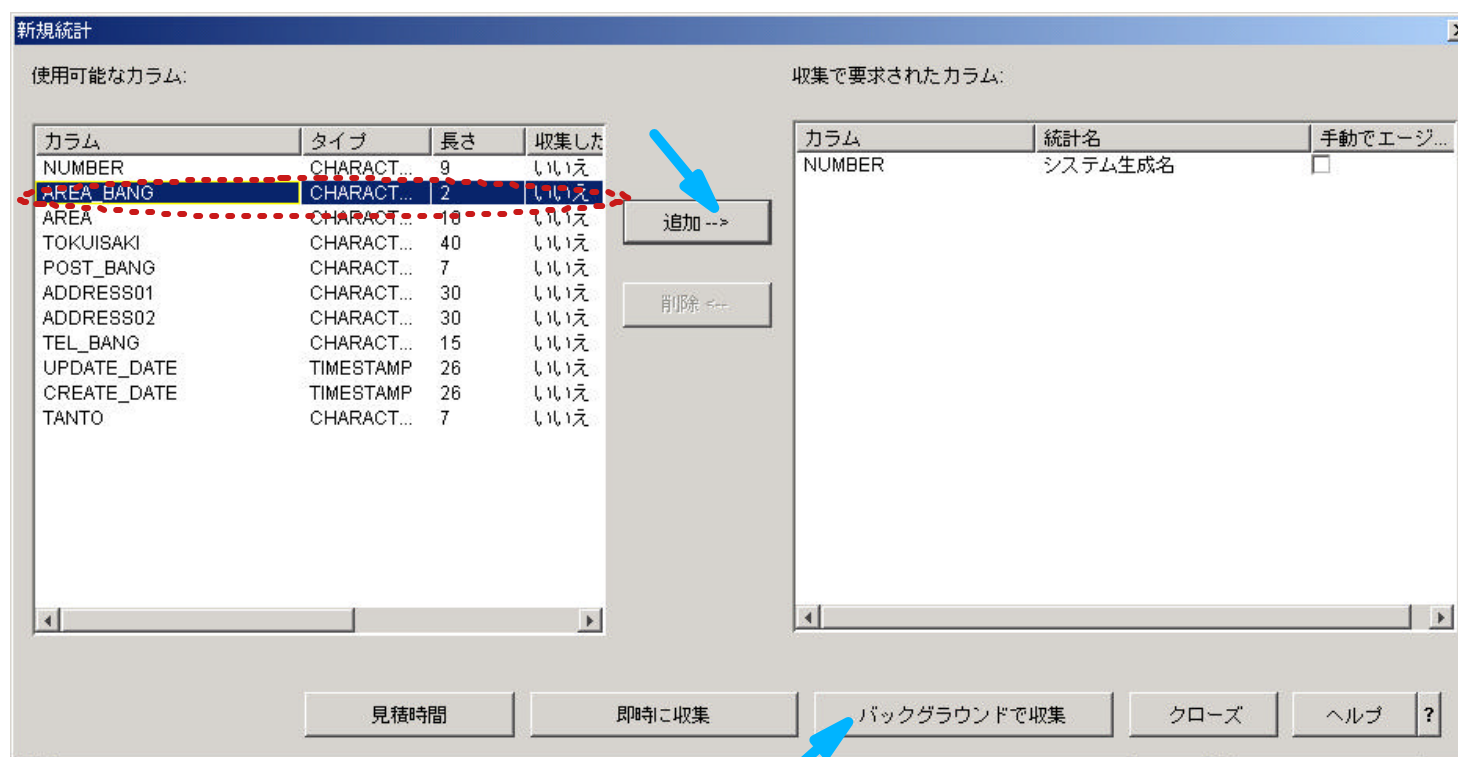 新規統計
使用可能なカラム:
収集で要求されたカラム:
カラム タイプ 長さ 収集した
NUMBER CHARACT... 9 いいえ
AREA_BANG CHARACT... 2 いいえ
AREA CHARACT... 18 いいえ
TOKUISAKI CHARACT... 40 いいえ
POST_BANG CHARACT... 7 いいえ
ADDRESS01 CHARACT... 30 いいえ
ADDRESS02 CHARACT... 30 いいえ
TEL_BANG CHARACT... 15 いいえ
UPDATE_DATE TIMESTAMP 26 いいえ
CREATE_DATE TIMESTAMP 26 いいえ
TANTO CHARACT... 7 いいえ
追加 -->
削除 <--
カラム 統計名 手動でエージ...
NUMBER システム生成名
見積時間 即時に収集 バックグラウンドで収集 クローズ ヘルプ ?